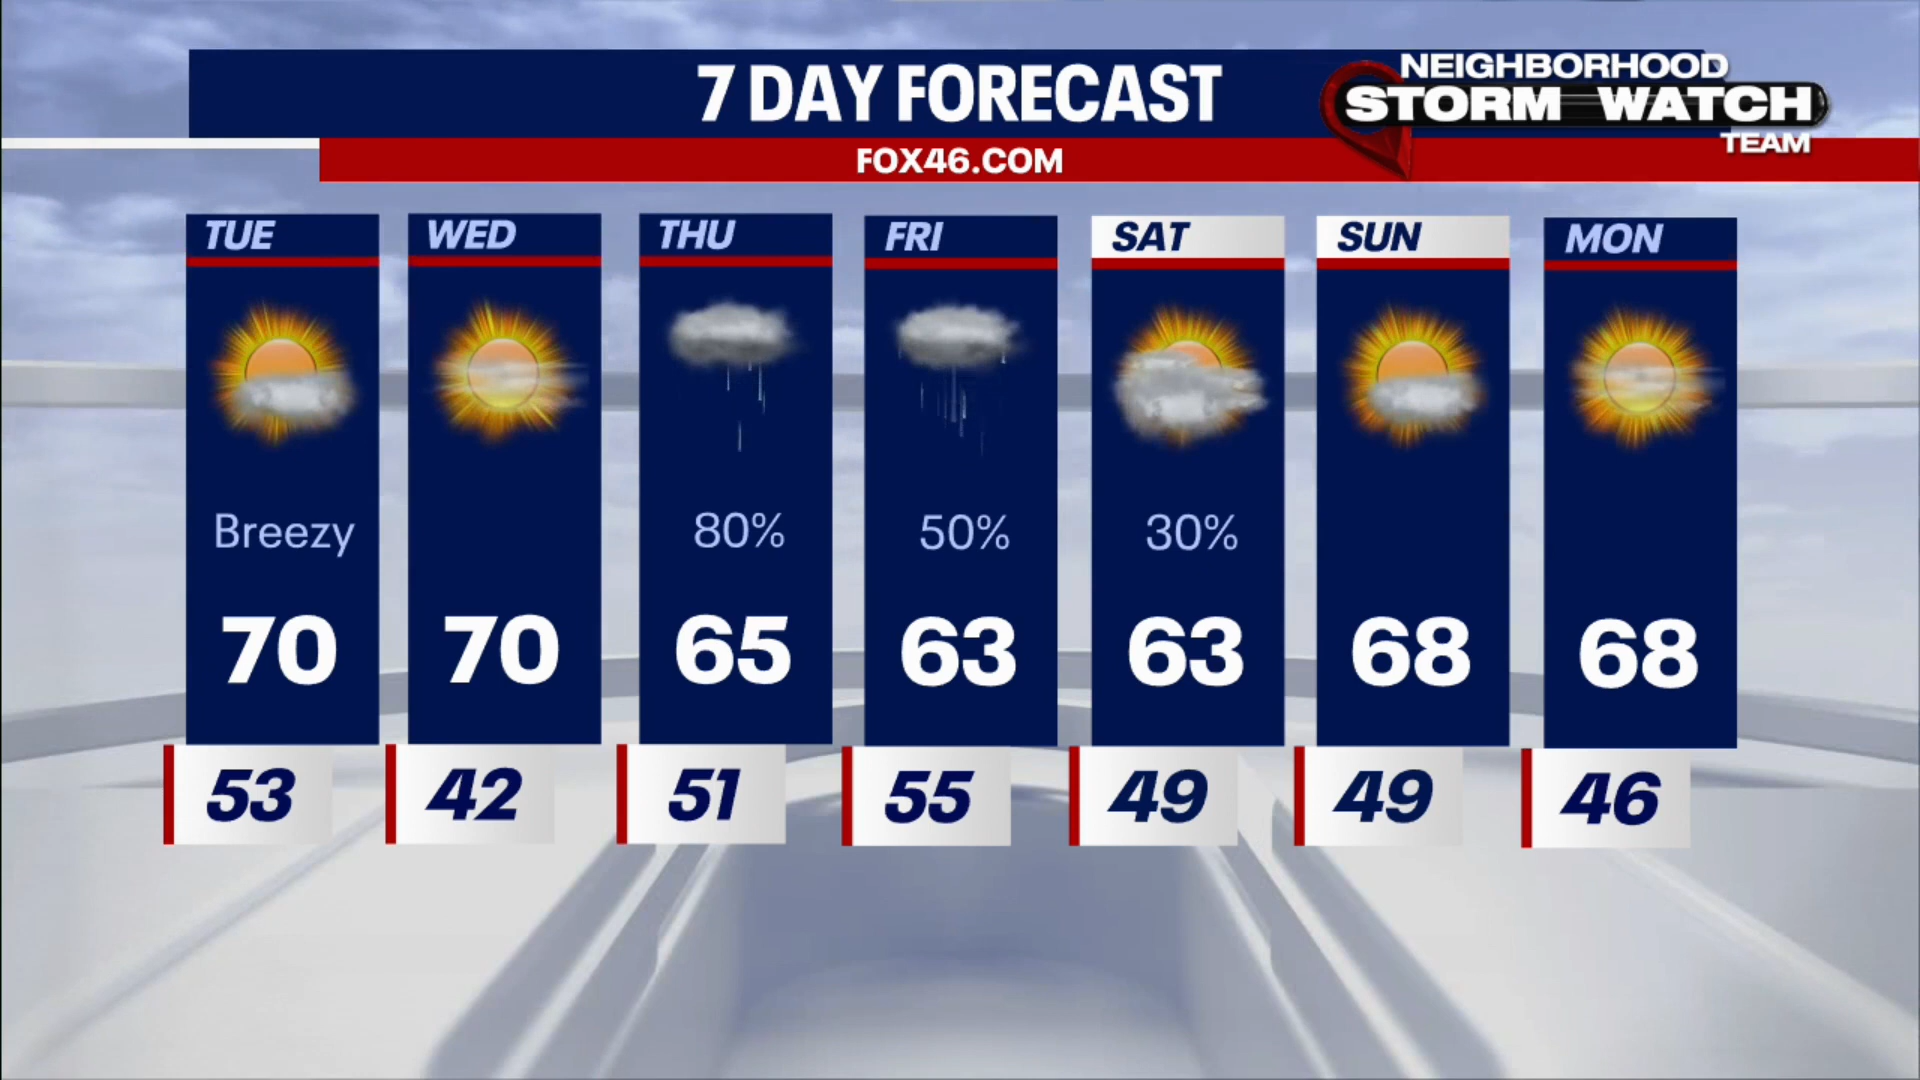 7 DAY FORECAST
NEIGHBORHOOD
STORM WATCH
TEAM
FOX46.COM
TUE
WED
THU
FRI
SAT
SUN
MON
Breezy
80%
50%
30%
70
70
65
63
63
68
68
53
42
51
55
49
49
46